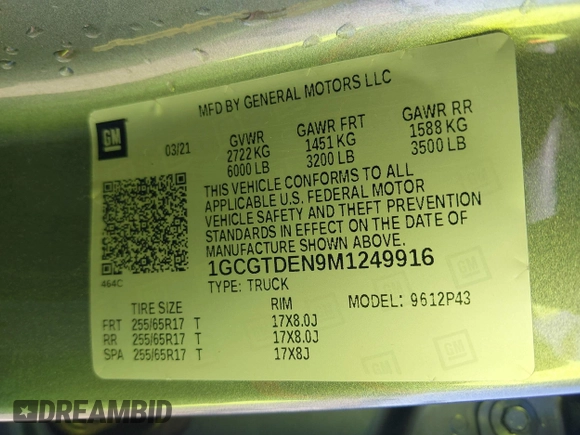 MFD BY GENERAL MOTORS LLC
GM
03/21
GVWR
2722 KG
6000 LB
GAWR FRT
1451 KG
3200 LB
GAWR RR
1588 KG
3500 LB
THIS VEHICLE CONFORMS TO ALL
APPLICABLE U.S. FEDERAL MOTOR
VEHICLE SAFETY AND THEFT PREVENTION
STANDARDS IN EFFECT ON THE DATE OF
MANUFACTURE SHOWN ABOVE.
464C
1GCGTDEN9M1249916
TYPE: TRUCK
MODEL: 9612P43
TIRE SIZE RIM
FRT 255/65R17 T 17X8.0J
RR 255/65R17 T 17X8.0J
SPA 255/65R17 T 17X8J
GM
GM
DREAMBID